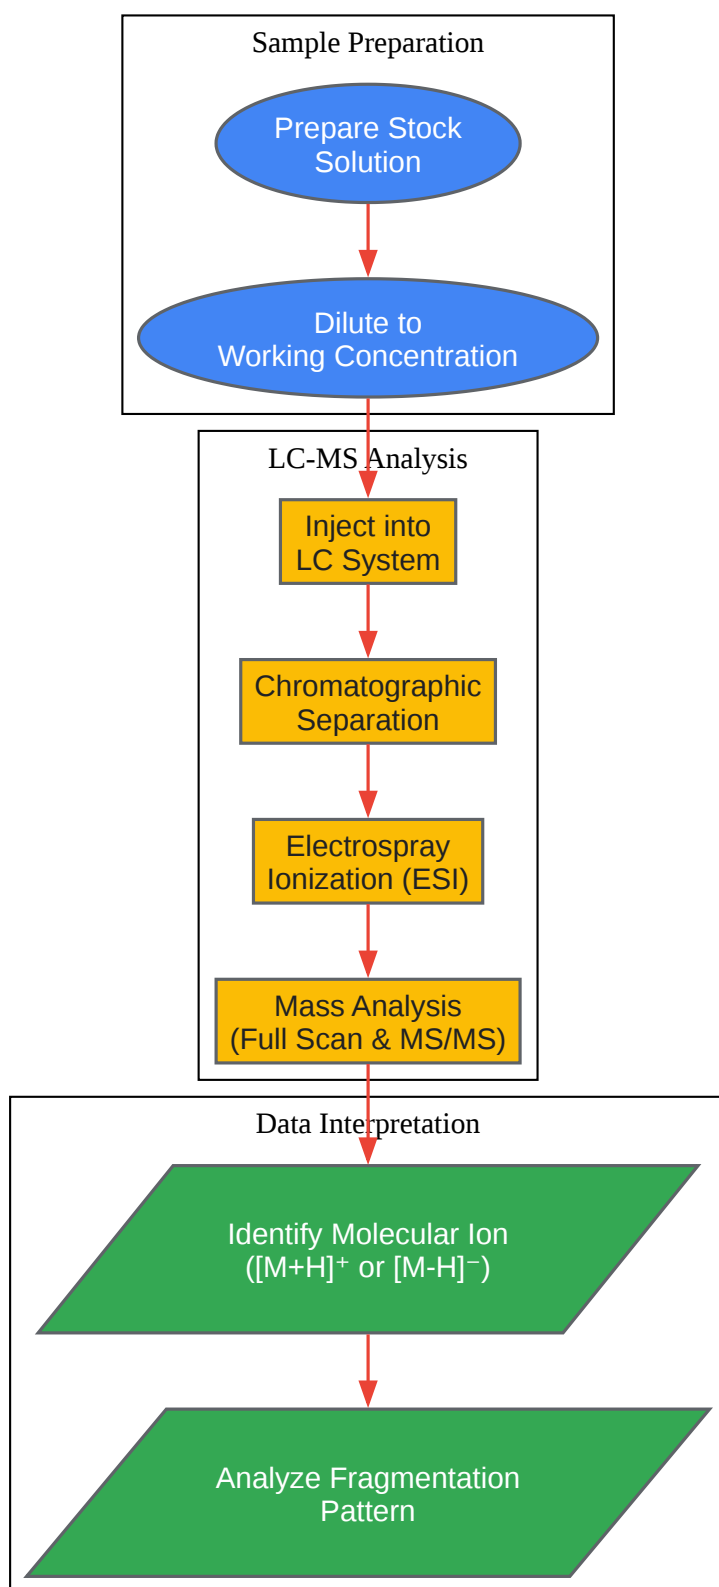 Sample Preparation
Prepare Stock
Solution
Dilute to
Working Concentration
LC-MS Analysis
Inject into
LC System
Chromatographic
Separation
Electrospray
Ionization (ESI)
Mass Analysis
(Full Scan & MS/MS)
Data Interpretation
Identify Molecular Ion
([M+H]⁺ or [M-H]⁻)
Analyze Fragmentation
Pattern